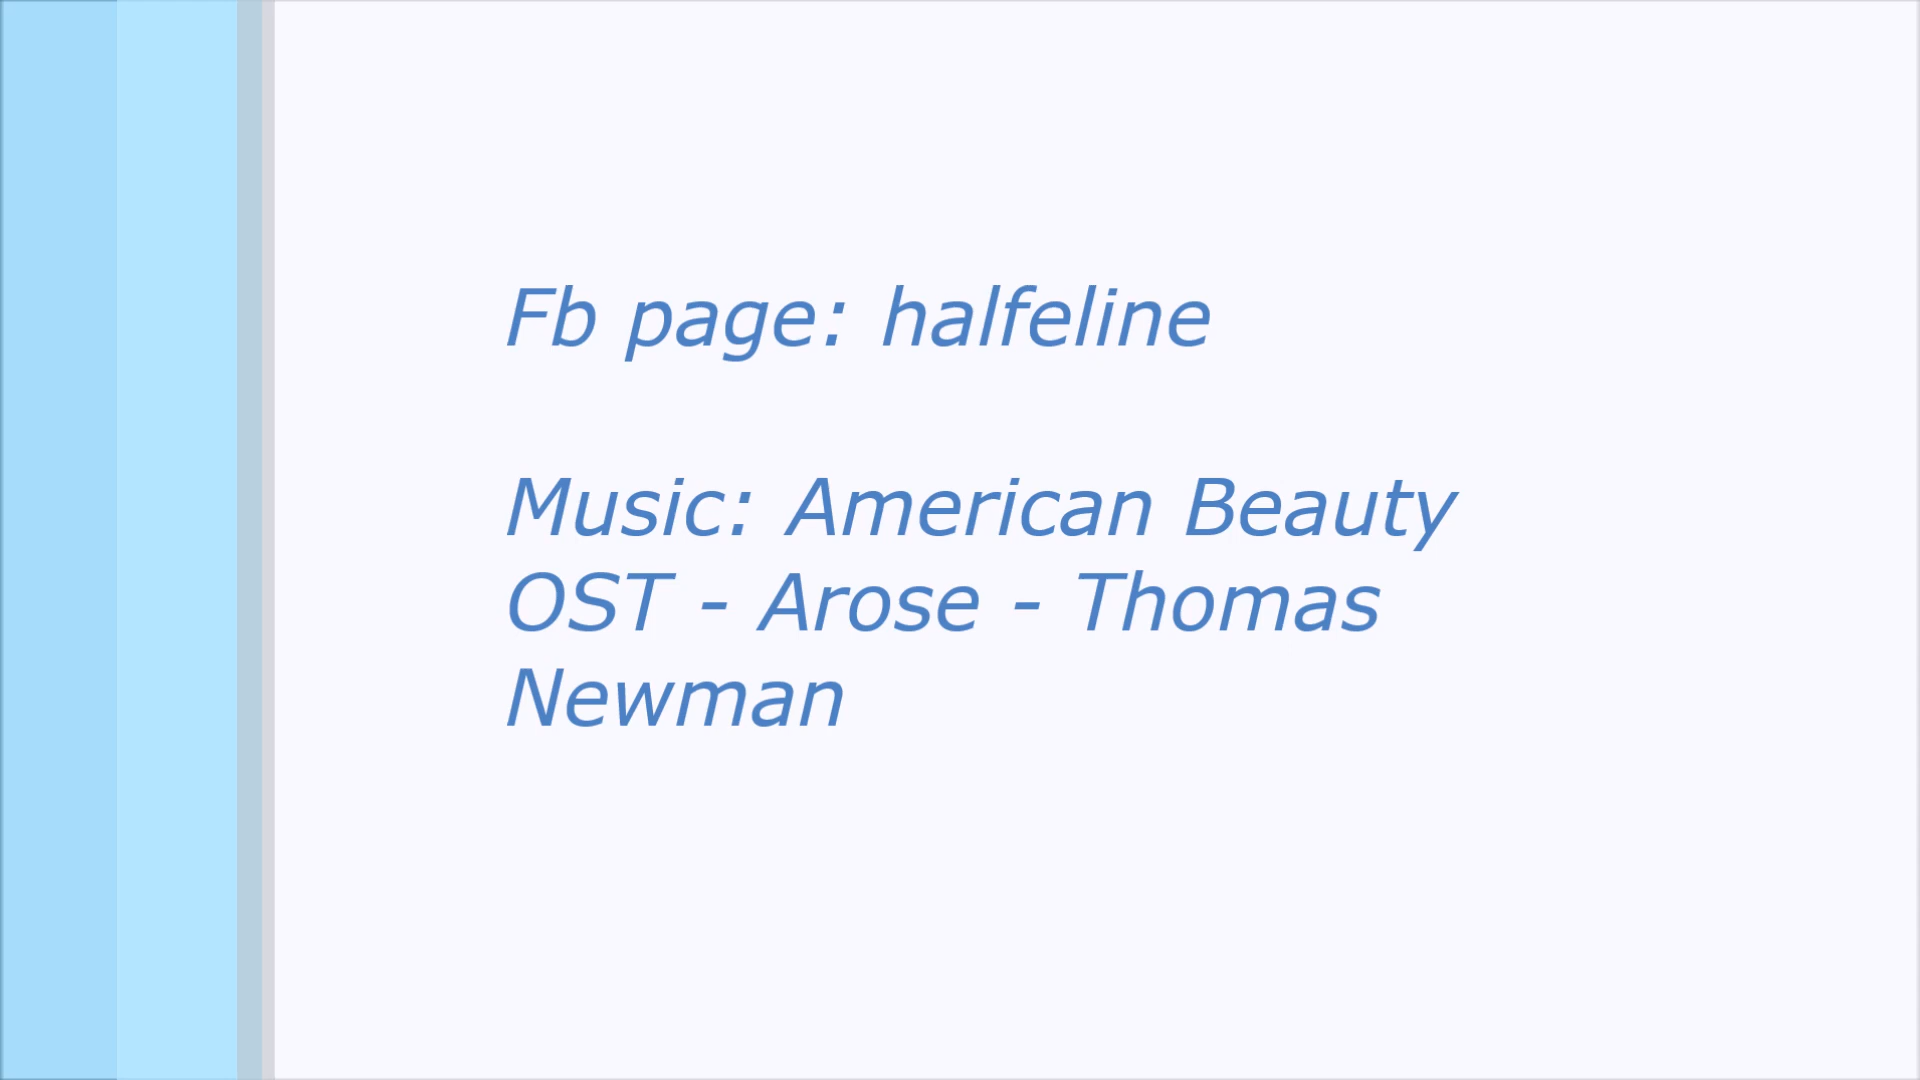 Fb page: halfeline
Music: American Beauty
OST - Arose - Thomas
Newman